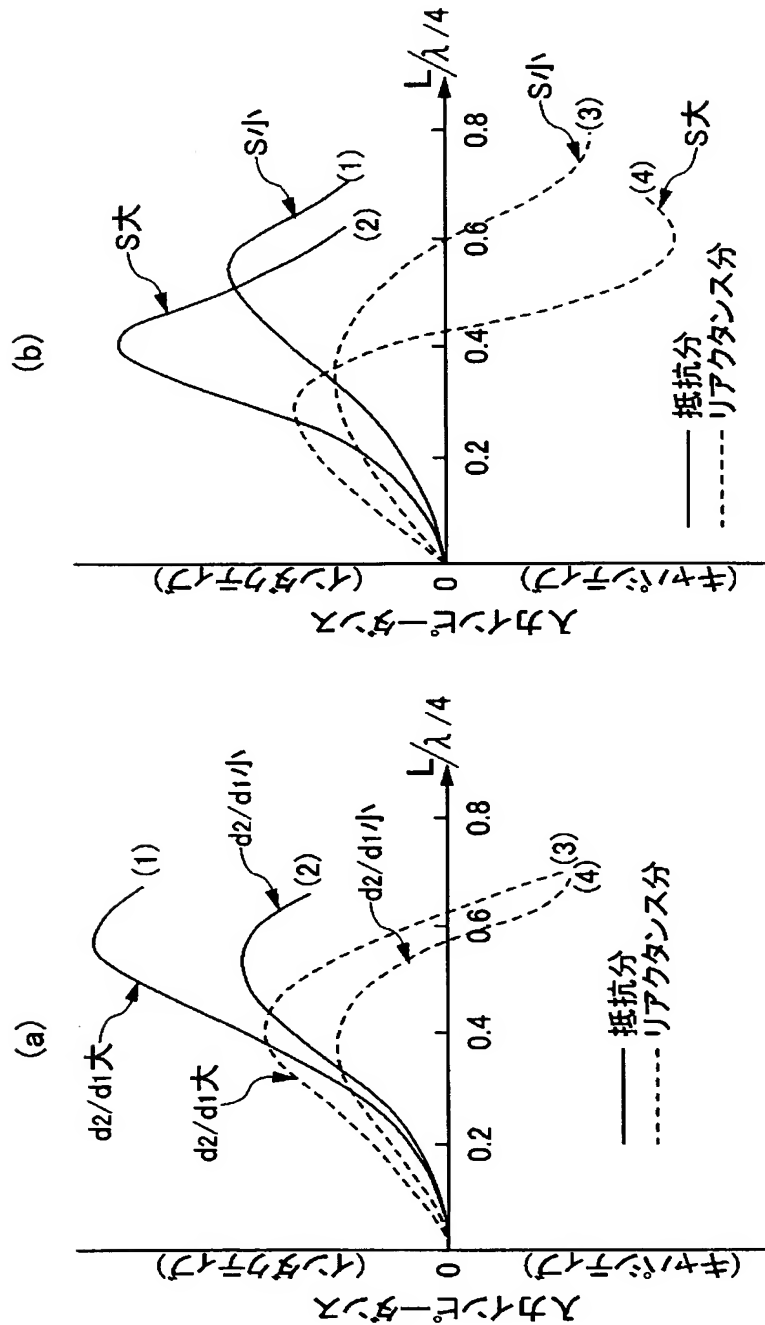 (a)
入力インピーダンス
(インダクティブ)
0
(キャパシティブ)
0.2
0.4
0.6
0.8
L/λ/4
d2/d1大
(1)
d2/d1小
(2)
d2/d1大
d2/d1小
(3)
(4)
抵抗分
リアクタンス分
(b)
入力インピーダンス
(インダクティブ)
0
(キャパシティブ)
0.2
0.4
0.6
0.8
L/λ/4
S大
S小
(1)
(2)
S小
(3)
S大
(4)
抵抗分
リアクタンス分